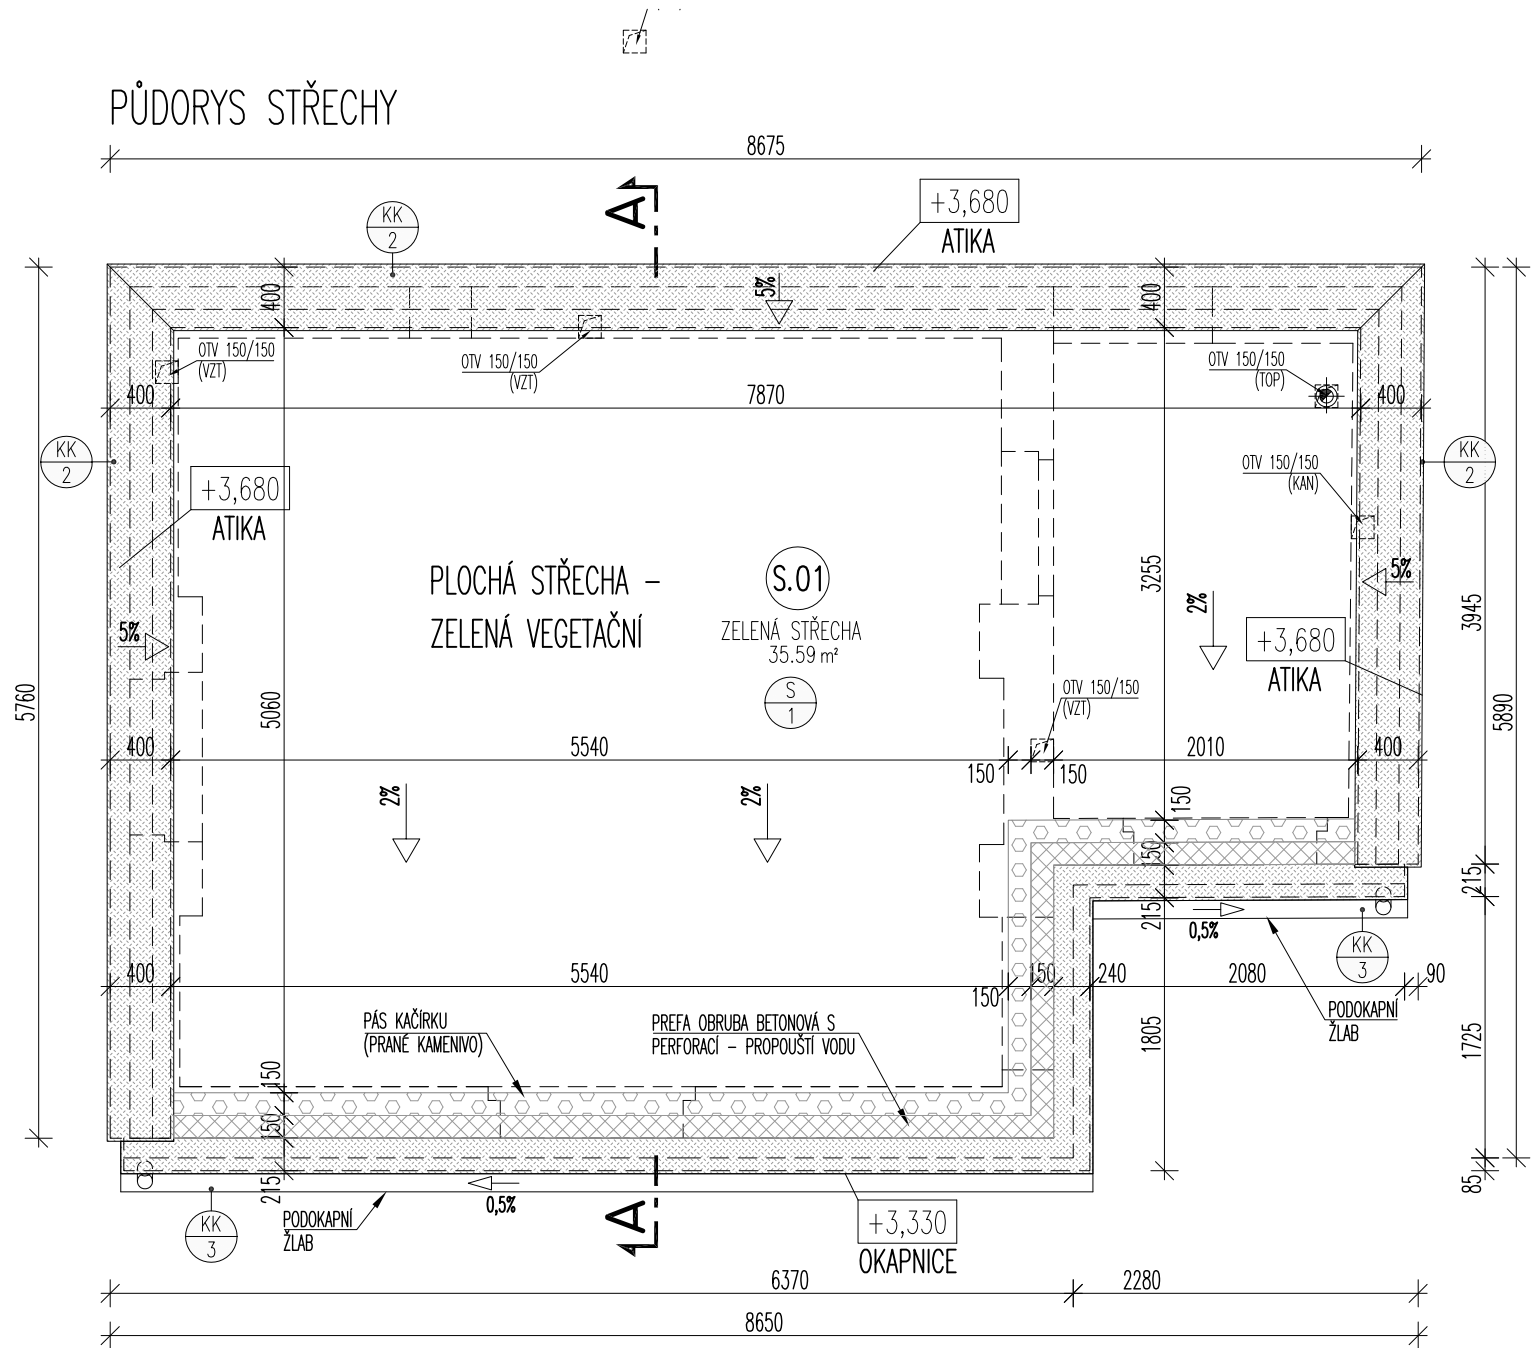 PŮDORYS STŘECHY
8675
A
+3,680
ATIKA
KK
2
400
5%
400
OTV 150/150
(VZT)
OTV 150/150
(VZT)
OTV 150/150
(TOP)
400
7870
400
KK
2
KK
2
OTV 150/150
(KAN)
+3,680
ATIKA
PLOCHÁ STŘECHA –
ZELENÁ VEGETAČNÍ
S.01
ZELENÁ STŘECHA
35.59 m²
S
1
3255
5%
2%
3945
5%
+3,680
ATIKA
5760
5060
OTV 150/150
(VZT)
5890
400
5540
150
150
2010
400
2%
2%
150
150
215
215
0,5%
KK
3
400
5540
150
150
240
2080
90
PÁS KAČÍRKU
(PRANÉ KAMENIVO)
PREFA OBRUBA BETONOVÁ S
PERFORACÍ – PROPOUŠTÍ VODU
PODOKAPNÍ
ŽLAB
1805
1725
150
150
215
85
0,5%
KK
3
PODOKAPNÍ
ŽLAB
A
+3,330
OKAPNICE
6370
2280
8650